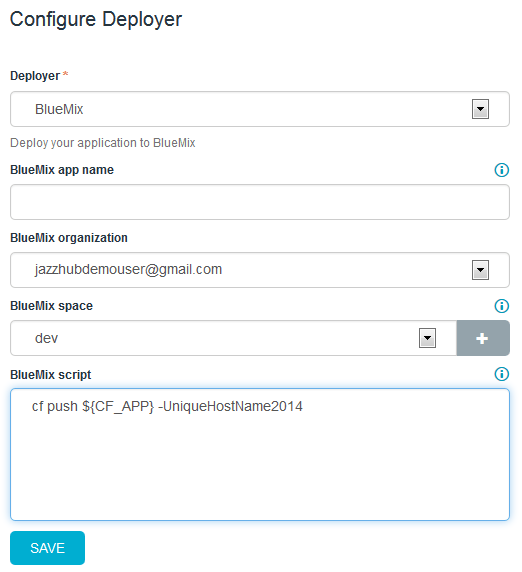 Configure Deployer
Deployer *
BlueMix
Deploy your application to BlueMix
BlueMix app name
BlueMix organization
jazzhubdemouser@gmail.com
BlueMix space
dev
BlueMix script
cf push ${CF_APP} -UniqueHostName2014
SAVE